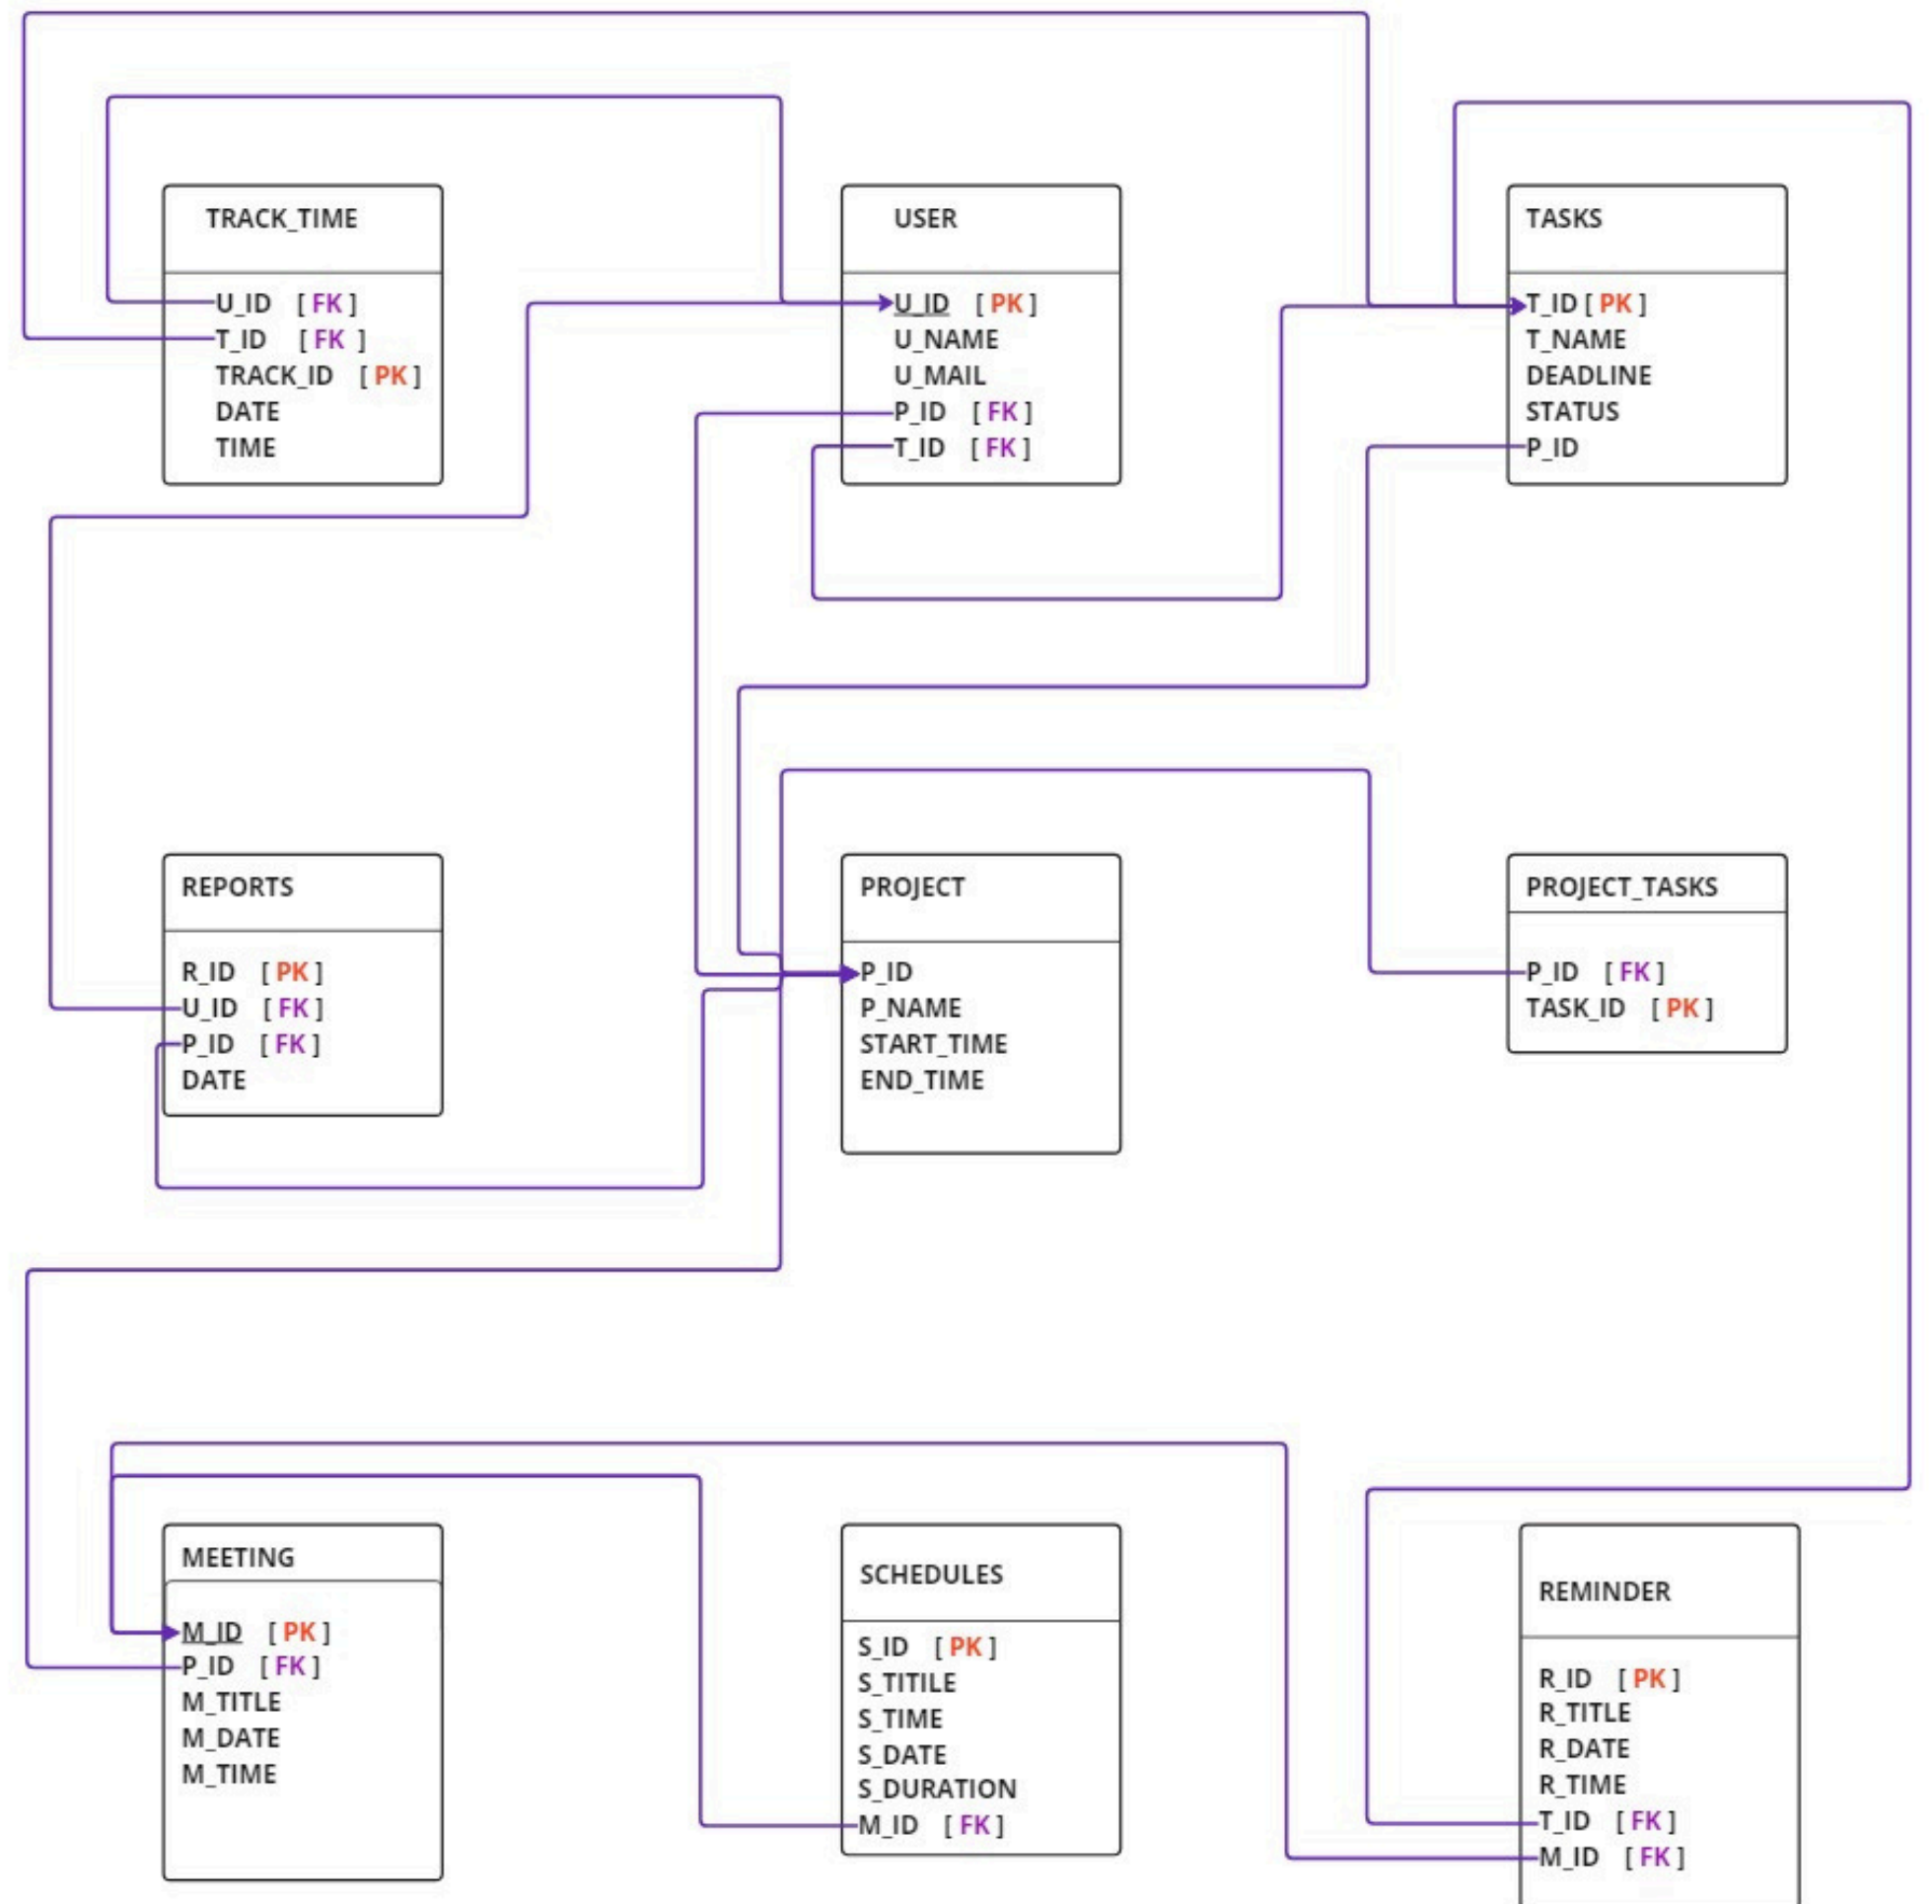 TRACK_TIME
U_ID [ FK ]
T_ID [ FK ]
TRACK_ID [ PK ]
DATE
TIME
USER
U_ID [ PK ]
U_NAME
U_MAIL
P_ID [ FK ]
T_ID [ FK ]
TASKS
T_ID [ PK ]
T_NAME
DEADLINE
STATUS
P_ID
REPORTS
R_ID [ PK ]
U_ID [ FK ]
P_ID [ FK ]
DATE
PROJECT
P_ID
P_NAME
START_TIME
END_TIME
PROJECT_TASKS
P_ID [ FK ]
TASK_ID [ PK ]
MEETING
M_ID [ PK ]
P_ID [ FK ]
M_TITLE
M_DATE
M_TIME
SCHEDULES
S_ID [ PK ]
S_TITILE
S_TIME
S_DATE
S_DURATION
M_ID [ FK ]
REMINDER
R_ID [ PK ]
R_TITLE
R_DATE
R_TIME
T_ID [ FK ]
M_ID [ FK ]